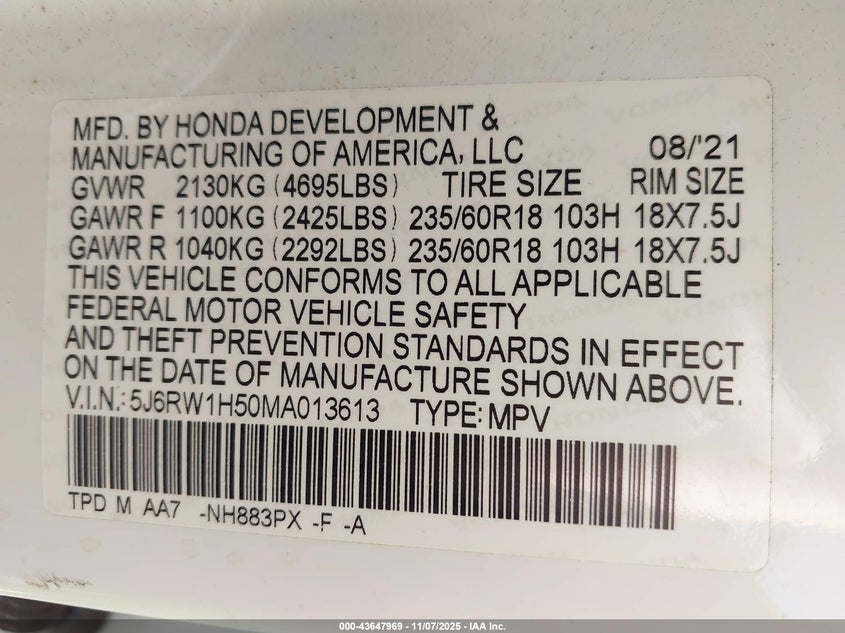 MFD. BY HONDA DEVELOPMENT &
MANUFACTURING OF AMERICA, LLC 08/'21
GVWR 2130KG (4695LBS) TIRE SIZE RIM SIZE
GAWR F 1100KG (2425LBS) 235/60R18 103H 18X7.5J
GAWR R 1040KG (2292LBS) 235/60R18 103H 18X7.5J
THIS VEHICLE CONFORMS TO ALL APPLICABLE
FEDERAL MOTOR VEHICLE SAFETY
AND THEFT PREVENTION STANDARDS IN EFFECT
ON THE DATE OF MANUFACTURE SHOWN ABOVE.
V.I.N.: 5J6RW1H50MA013613 TYPE: MPV
TPD M AA7 -NH883PX -F -A
000-43647969 | 11/07/2025 - IAA Inc.